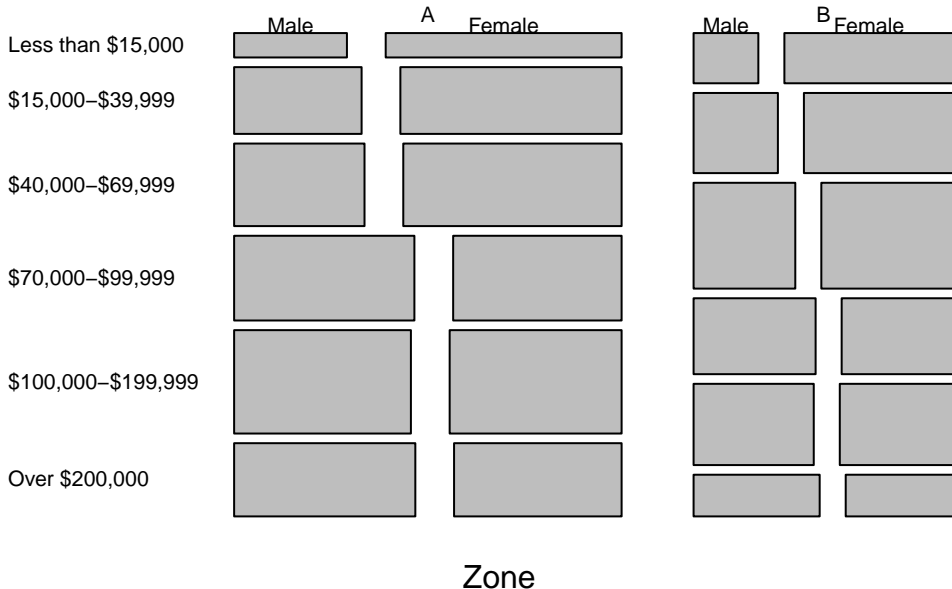 A
B
Male
Female
Male
Female
Less than $15,000
$15,000−$39,999
$40,000−$69,999
$70,000−$99,999
$100,000−$199,999
Over $200,000
Zone